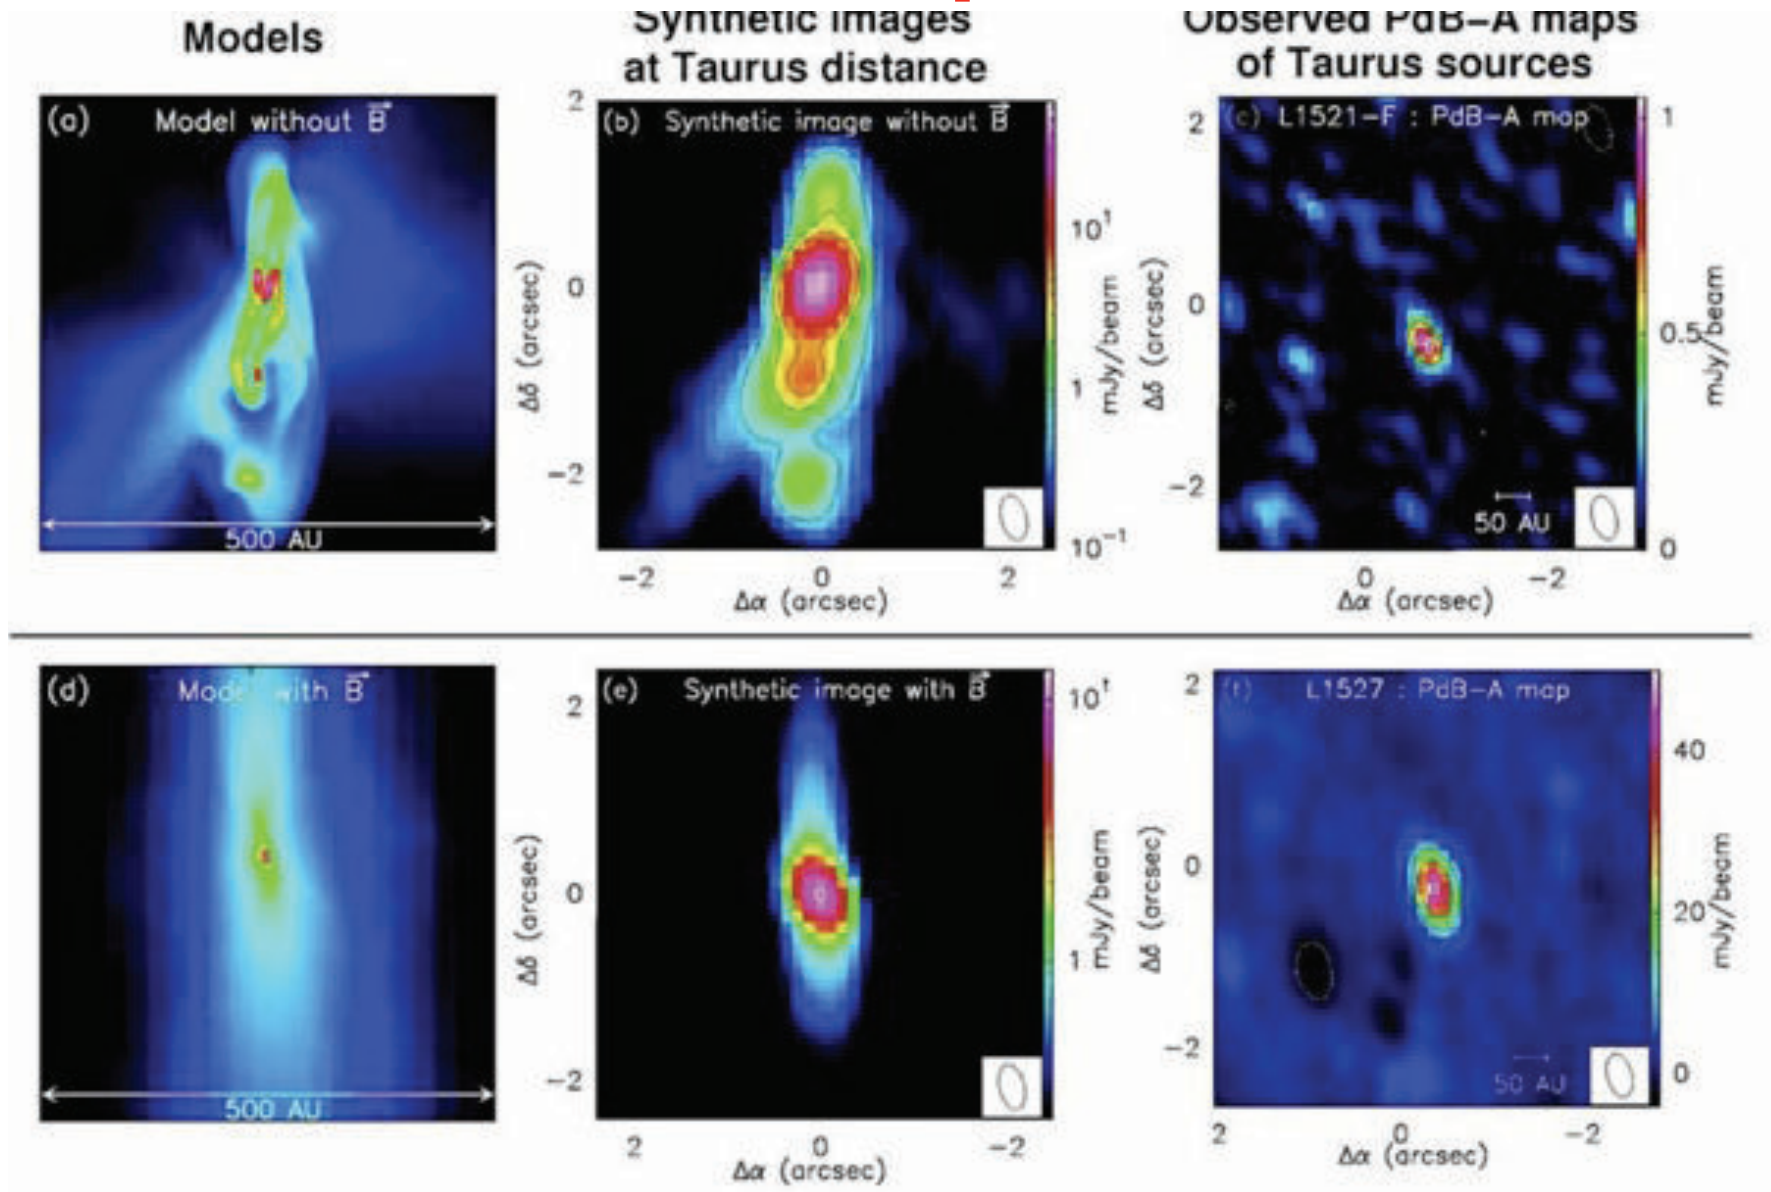 Models
Synthetic images
at Taurus distance
Observed PdB-A maps
of Taurus sources
(a) Model without B
500 AU
2
0
-2
Δδ (arcsec)
(b) Synthetic image without B
-2 0 2
Δα (arcsec)
10¹
1
10⁻¹
mJy/beam
2
0
-2
Δδ (arcsec)
(c) L1521-F : PdB-A map
50 AU
0 -2
Δα (arcsec)
1
0.5
0
mJy/beam
(d) Model with B
500 AU
2
0
-2
Δδ (arcsec)
(e) Synthetic image with B
2 0 -2
Δα (arcsec)
10¹
1
mJy/beam
2
0
-2
Δδ (arcsec)
(f) L1527 : PdB-A map
50 AU
2 0 -2
Δα (arcsec)
40
20
0
mJy/beam